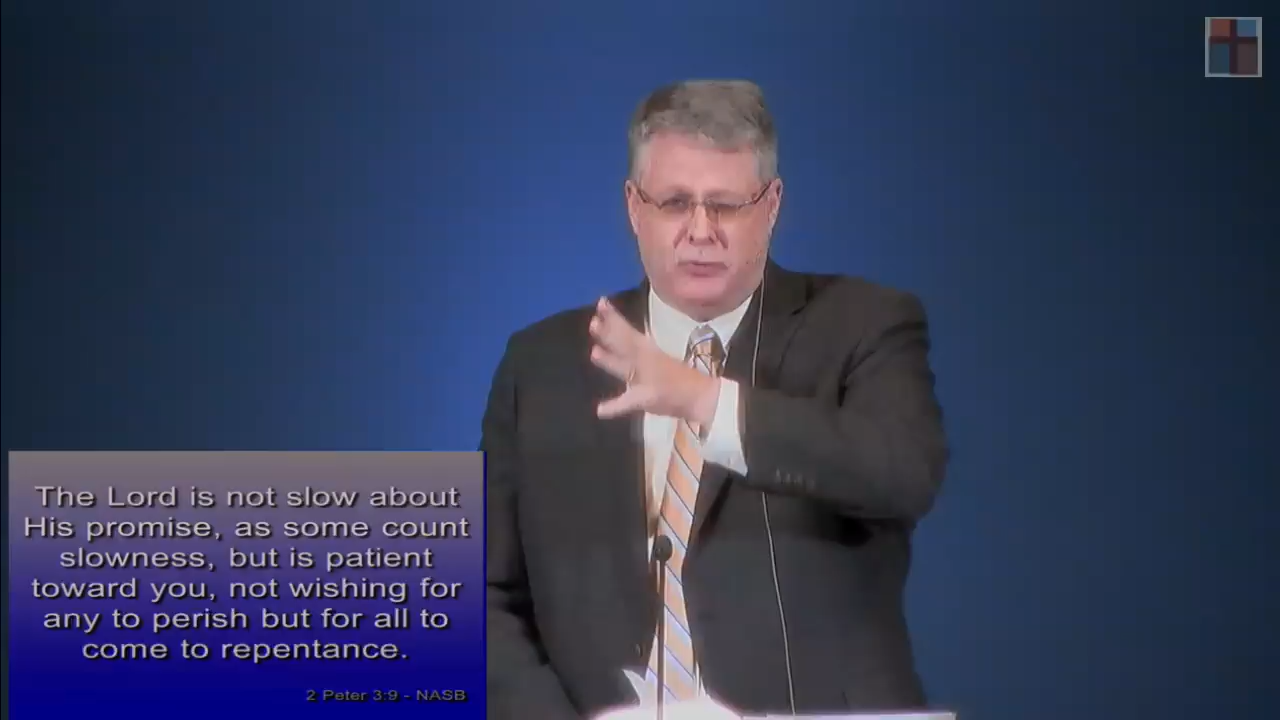 The Lord is not slow about
His promise, as some count
slowness, but is patient
toward you, not wishing for
any to perish but for all to
come to repentance.
2 Peter 3:9 - NASB